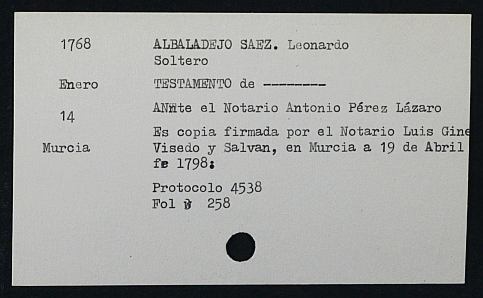 1768 ALBALADEJO SAEZ. Leonardo
Soltero
Enero TESTAMENTO de --------
14 ANNte el Notario Antonio Pérez Lázaro
Es copia firmada por el Notario Luis Gine
Murcia Visedo y Salvan, en Murcia a 19 de Abril
fe 1798:
Protocolo 4538
Fol 258